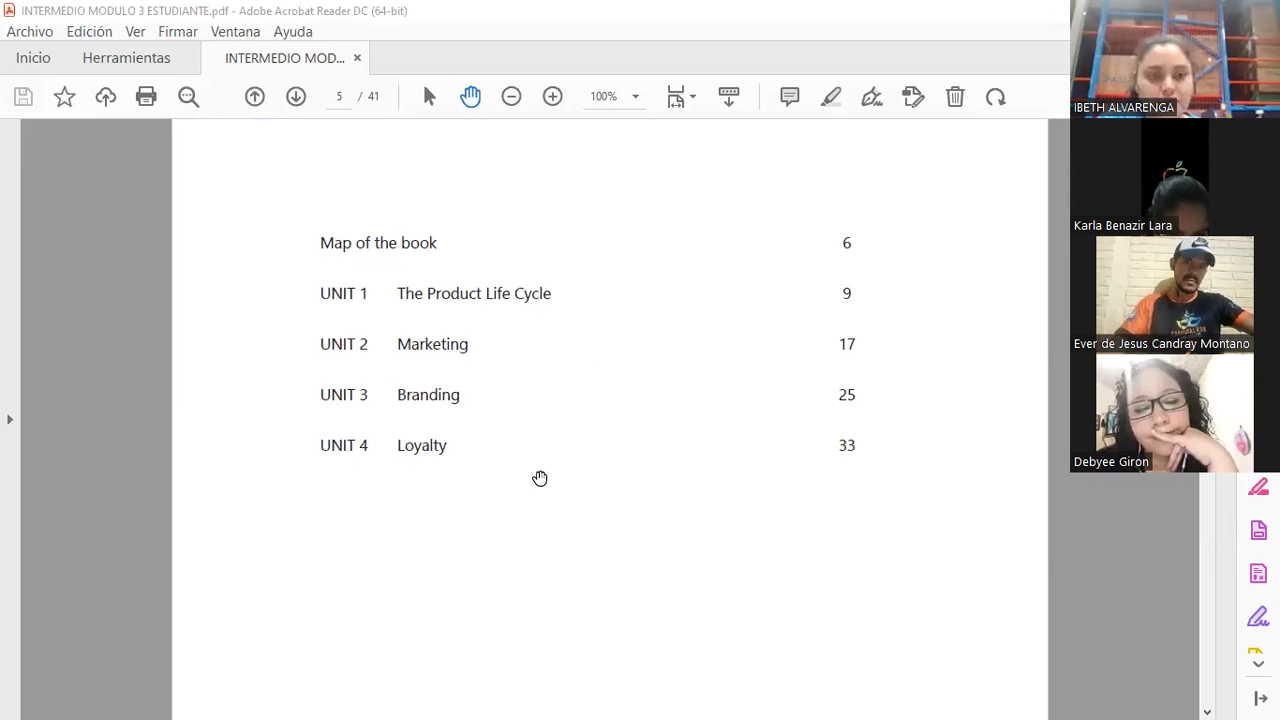 INTERMEDIO MODULO 3 ESTUDIANTE.pdf - Adobe Acrobat Reader DC (64-bit)
Archivo Edición Ver Firmar Ventana Ayuda
Inicio Herramientas INTERMEDIO MOD... ×
5 / 41 100%
Map of the book 6
UNIT 1 The Product Life Cycle 9
UNIT 2 Marketing 17
UNIT 3 Branding 25
UNIT 4 Loyalty 33
IBETH ALVARENGA
Karla Benazir Lara
Ever de Jesus Candray Montano
Debyee Giron